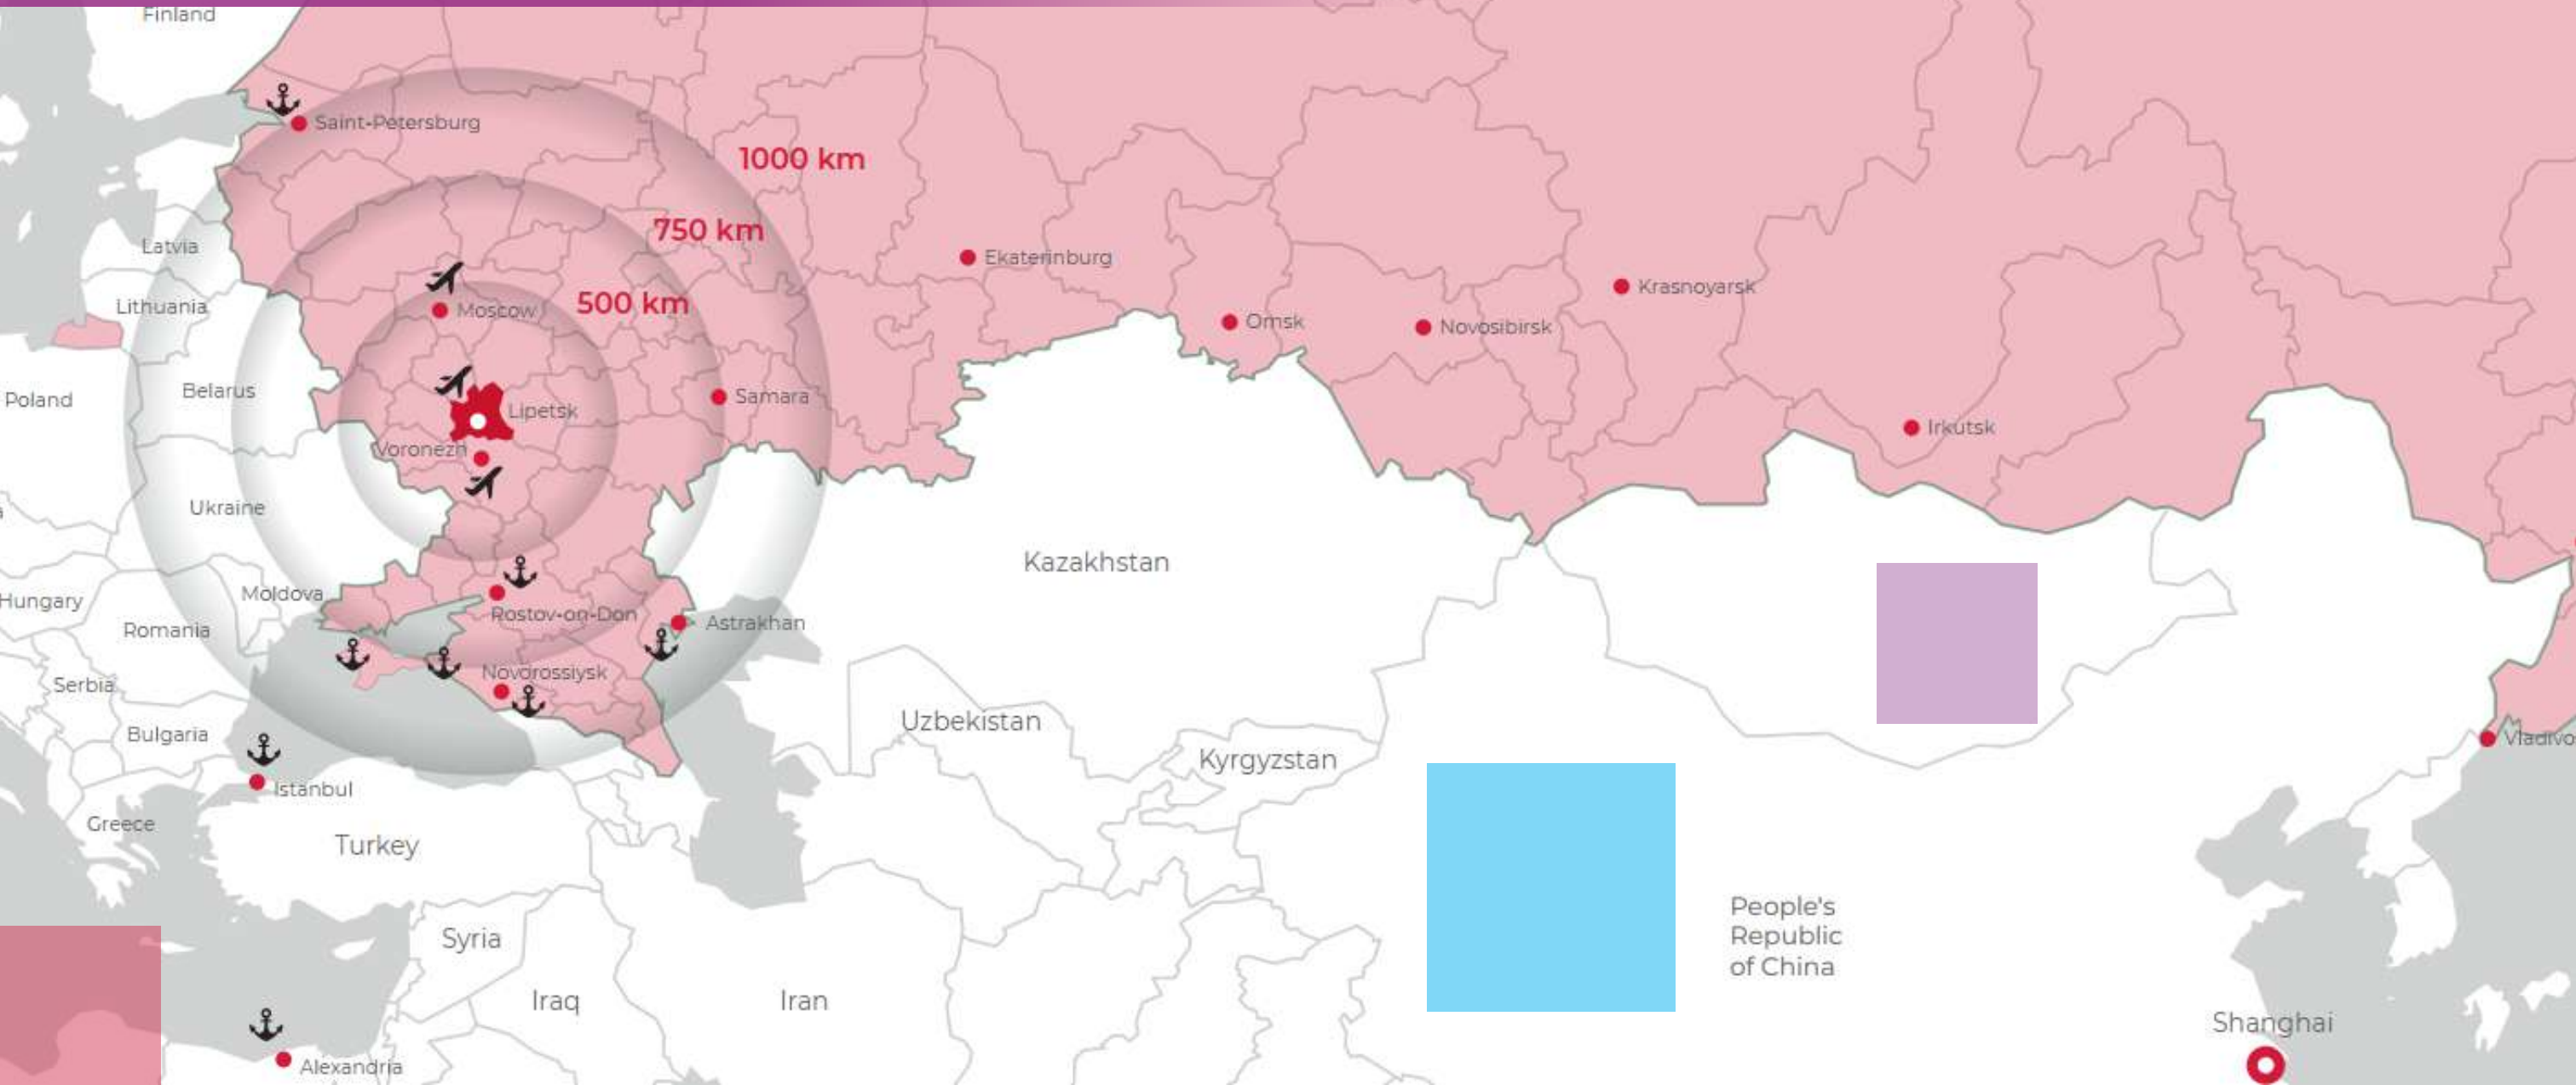 Finland
Saint-Petersburg
1000 km
750 km
Latvia
Ekaterinburg
Krasnoyarsk
500 km
Lithuania
Moscow
Omsk
Novosibirsk
Belarus
Samara
Poland
Lipetsk
Irkutsk
Voronezh
Ukraine
Kazakhstan
Moldova
Hungary
Rostov-on-Don
Astrakhan
Romania
Novorossiysk
Serbia
Uzbekistan
Bulgaria
Vladivo
Kyrgyzstan
Istanbul
Greece
Turkey
People's
Republic
of China
Syria
Iraq
Iran
Shanghai
Alexandria